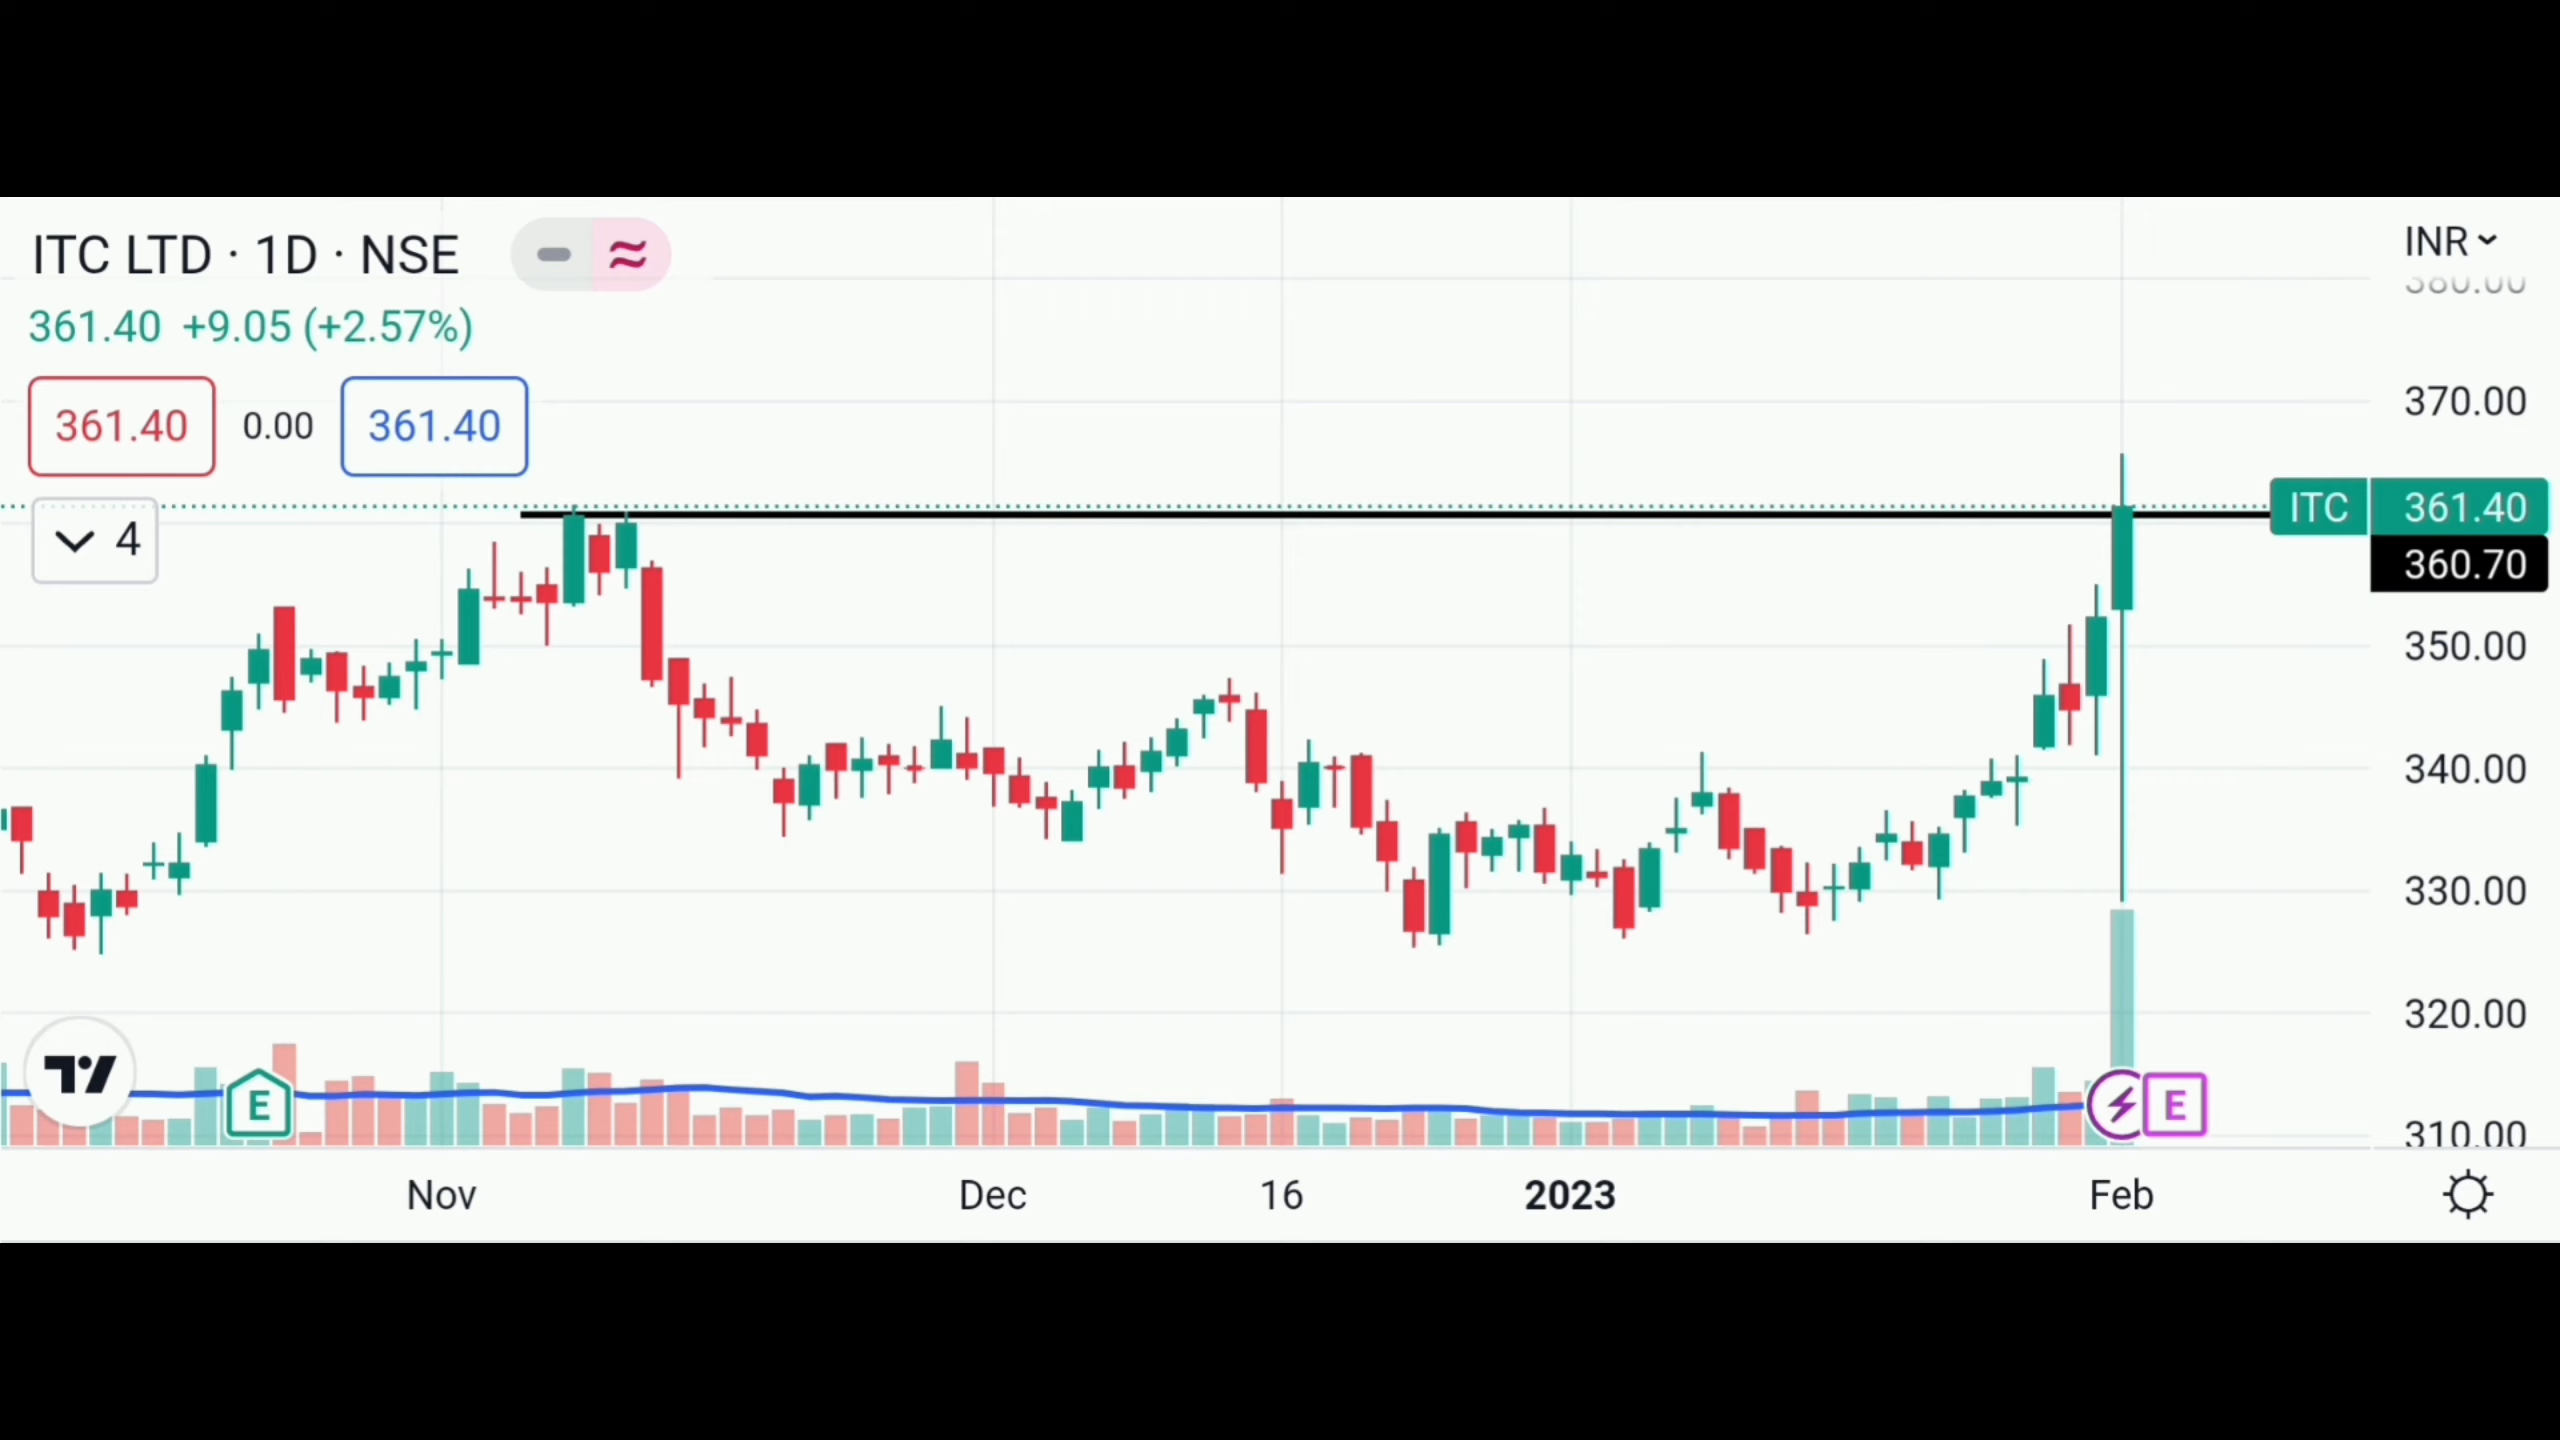 ITC LTD · 1D · NSE
INR
361.40 +9.05 (+2.57%)
380.00
361.40 0.00 361.40
370.00
4
ITC 361.40
360.70
350.00
340.00
330.00
320.00
310.00
E
E
Nov Dec 16 2023 Feb